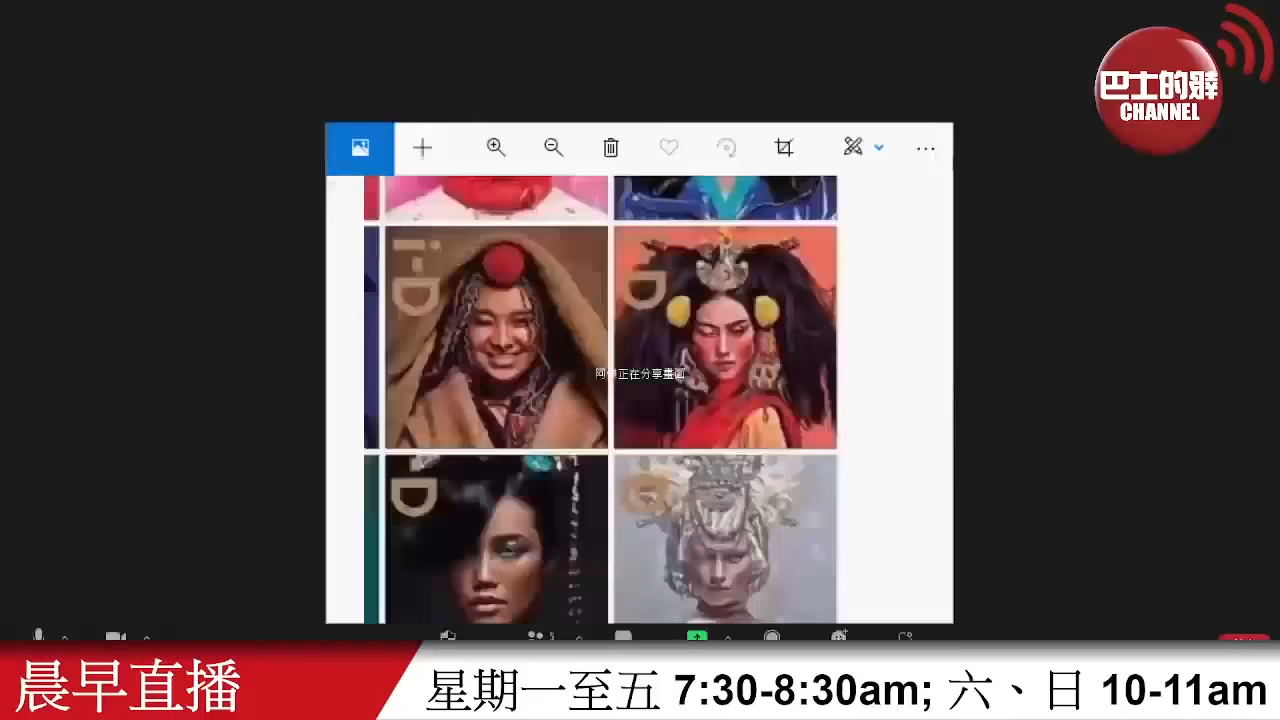 巴士的報
CHANNEL
i-D
D
正在分享畫面
D
晨早直播
星期一至五 7:30-8:30am; 六、日 10-11am